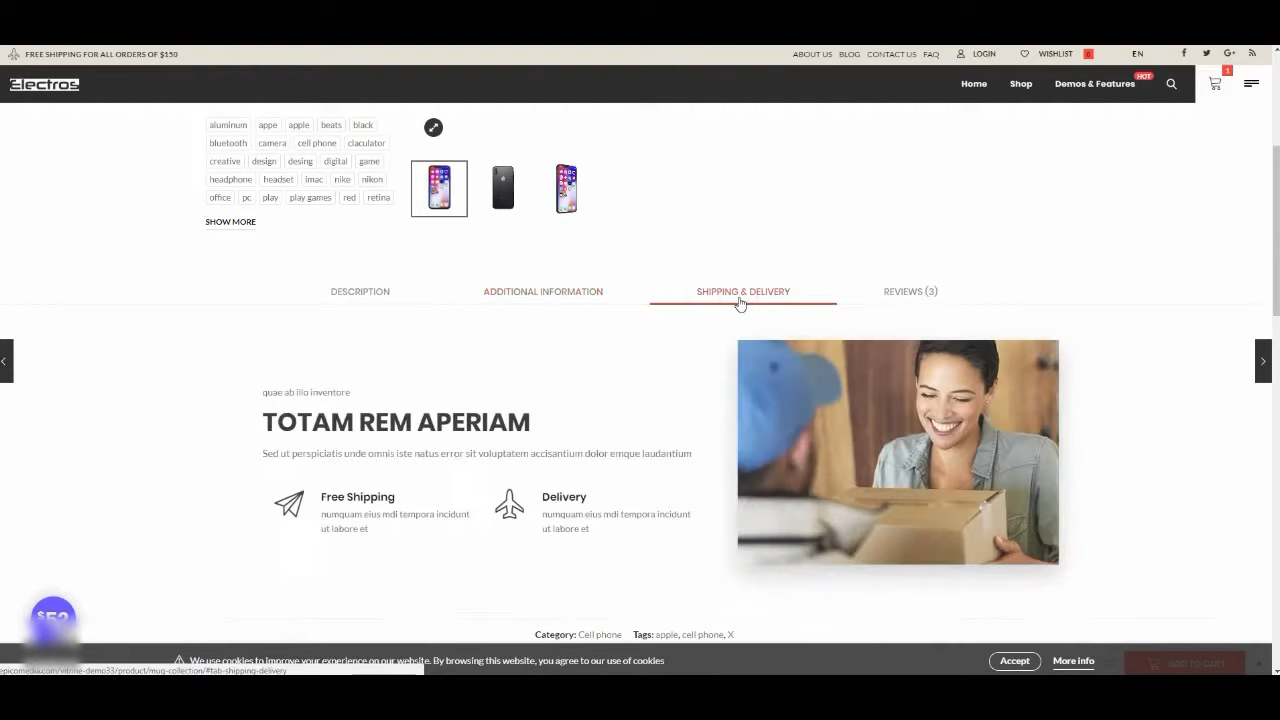 FREE SHIPPING FOR ALL ORDERS OF $150
ABOUT US BLOG CONTACT US FAQ LOGIN WISHLIST 0 EN
Electros
Home Shop Demos & Features HOT 1
aluminum appe apple beats black
bluetooth camera cell phone claculator
creative design desing digital game
headphone headset imac nike nikon
office pc play play games red retina
SHOW MORE
DESCRIPTION ADDITIONAL INFORMATION SHIPPING & DELIVERY REVIEWS (3)
quae ab illo inventore
TOTAM REM APERIAM
Sed ut perspiciatis unde omnis iste natus error sit voluptatem accisantium dolor emque laudantium
Free Shipping
numquam eius mdi tempora incidunt
ut labore et
Delivery
numquam eius mdi tempora incidunt
ut labore et
$52
Category: Cell phone Tags: apple, cell phone, X
We use cookies to improve your experience on our website. By browsing this website, you agree to our use of cookies
Accept More info ADD TO CART
epicomedia.com/vitrine-demo33/product/mug-collection/#tab-shipping-delivery